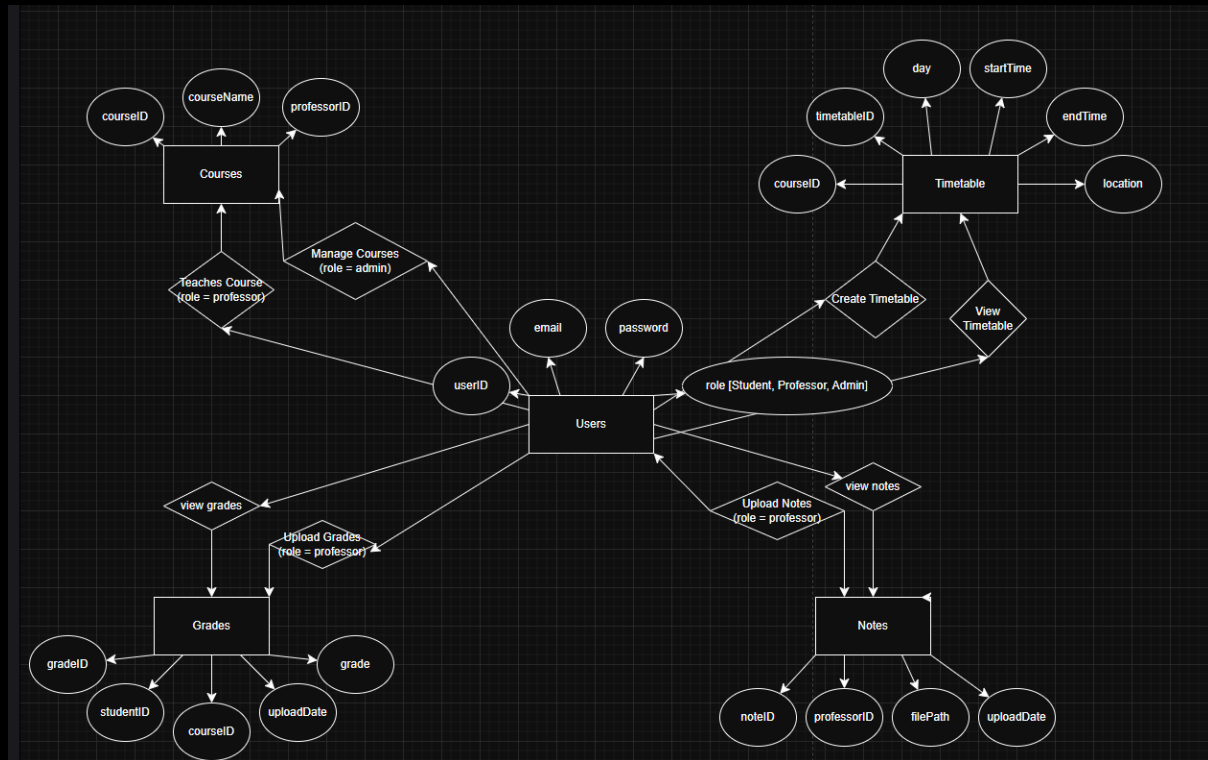 day
startTime
courseName
courseID
professorID
timetableID
endTime
Courses
courseID
Timetable
location
Manage Courses
(role = admin)
Teaches Course
(role = professor)
Create Timetable
View
Timetable
email
password
userID
role [Student, Professor, Admin]
Users
view grades
Upload Grades
(role = professor)
Upload Notes
(role = professor)
view notes
Grades
Notes
gradeID
grade
studentID
uploadDate
courseID
noteID
professorID
filePath
uploadDate